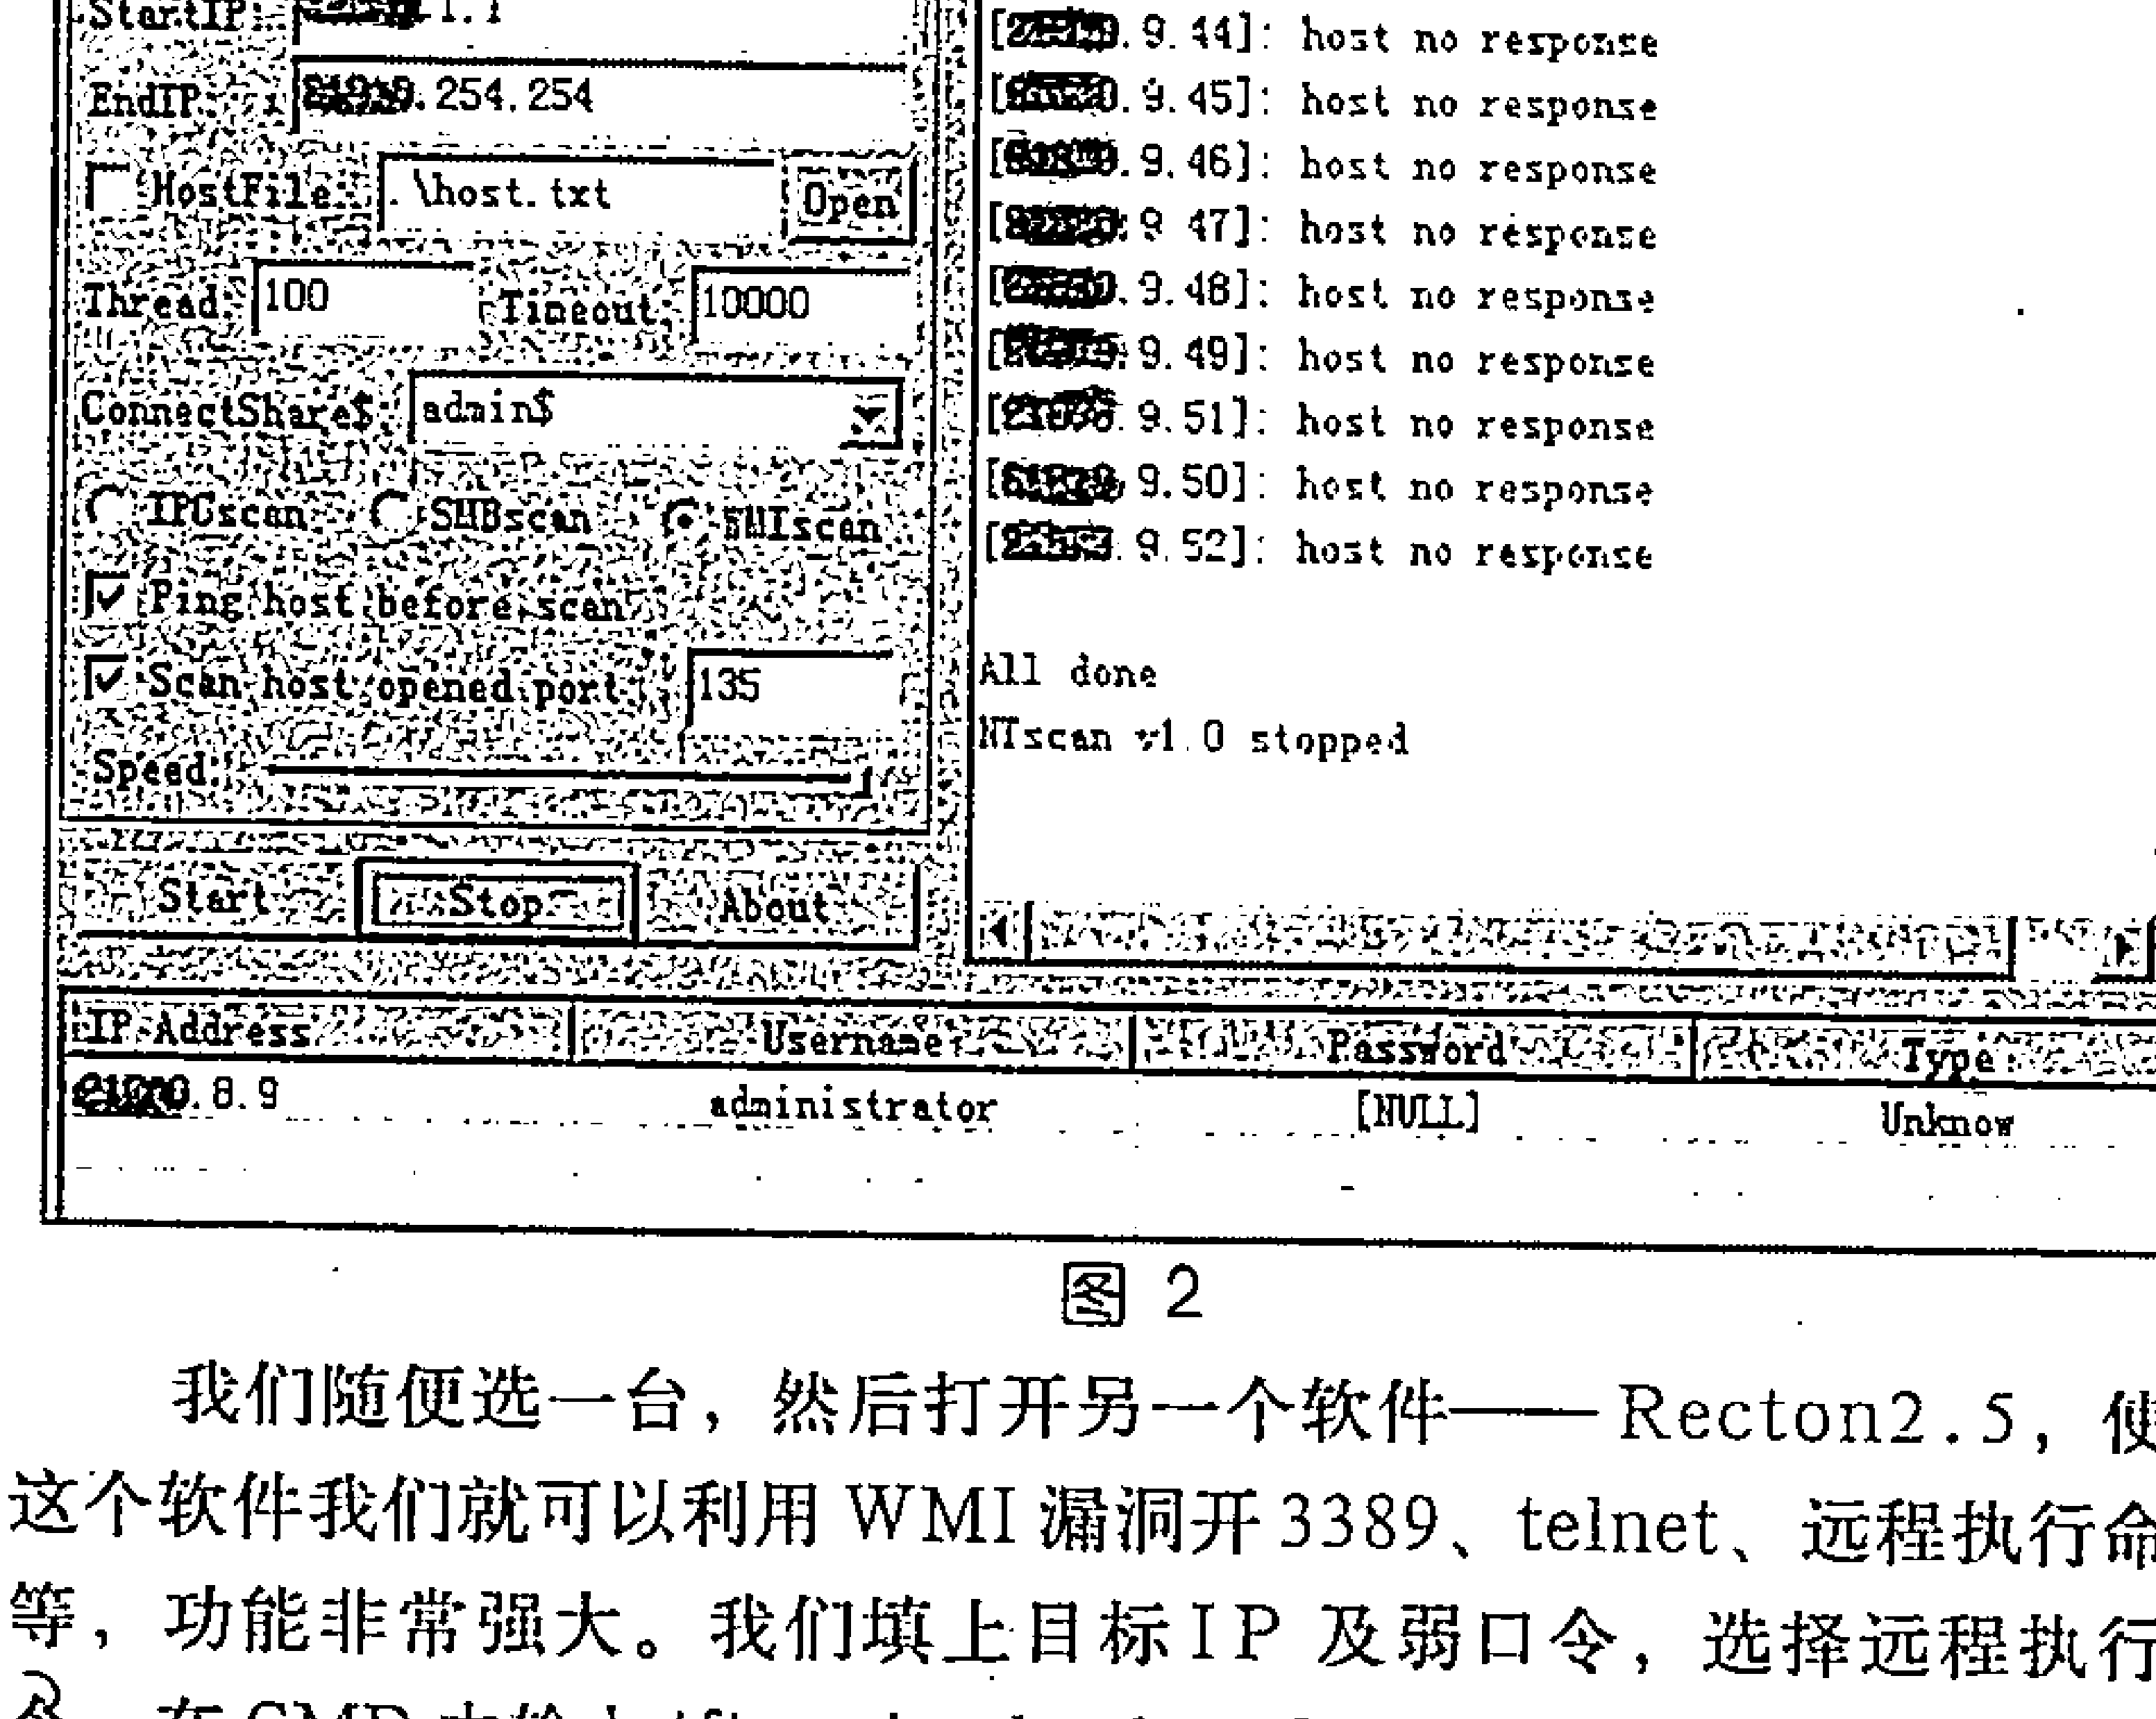 StartIP: 1.1
EndIP: .254.254
HostFile: .\host.txt Open
Thread: 100 Timeout: 10000
ConnectShare$: admin$
IPCscan SMBscan WMIscan
Ping host before scan
Scan host opened port: 135
Speed:
Start Stop About
.9.44]: host no response
.9.45]: host no response
.9.46]: host no response
.9 47]: host no response
.9.48]: host no response
.9.49]: host no response
.9.51]: host no response
9.50]: host no response
.9.52]: host no response
All done
NTscan v1.0 stopped
IP Address Username Password Type
.8.9 administrator [NULL] Unknow
图 2
我们随便选一台，然后打开另一个软件——Recton2.5，使
这个软件我们就可以利用 WMI 漏洞开 3389、telnet、远程执行命
等，功能非常强大。我们填上目标IP 及弱口令，选择远程执行